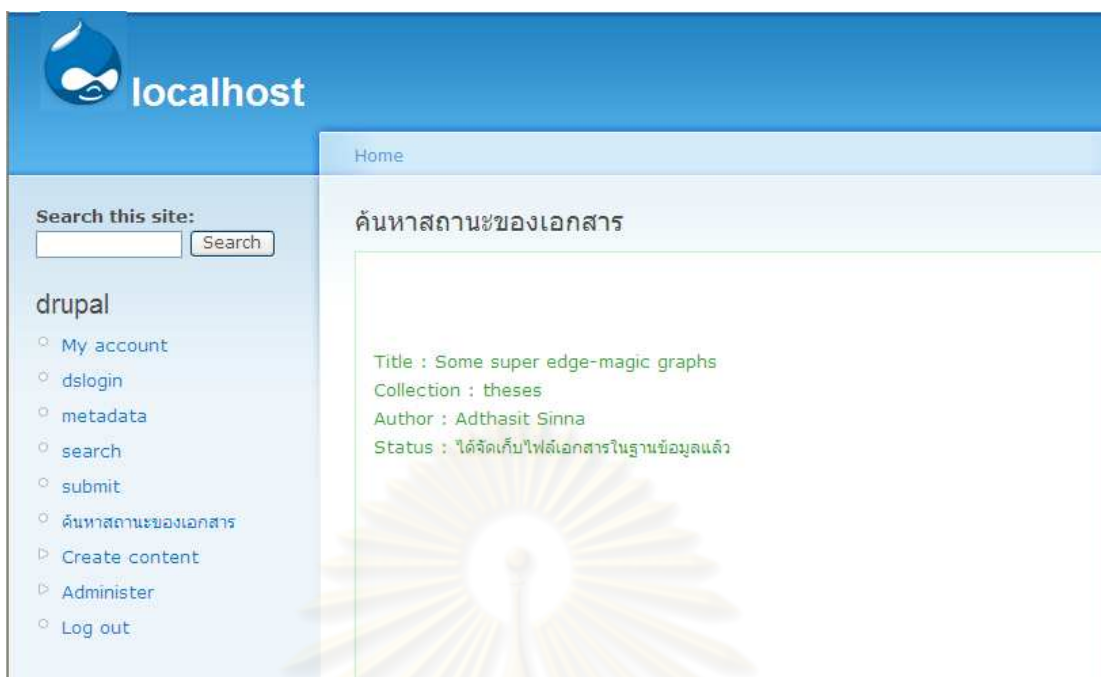 localhost
Home
Search this site:
Search
drupal
My account
dslogin
metadata
search
submit
ค้นหาสถานะของเอกสาร
Create content
Administer
Log out
ค้นหาสถานะของเอกสาร
Title : Some super edge-magic graphs
Collection : theses
Author : Adthasit Sinna
Status : ได้จัดเก็บไฟล์เอกสารในฐานข้อมูลแล้ว